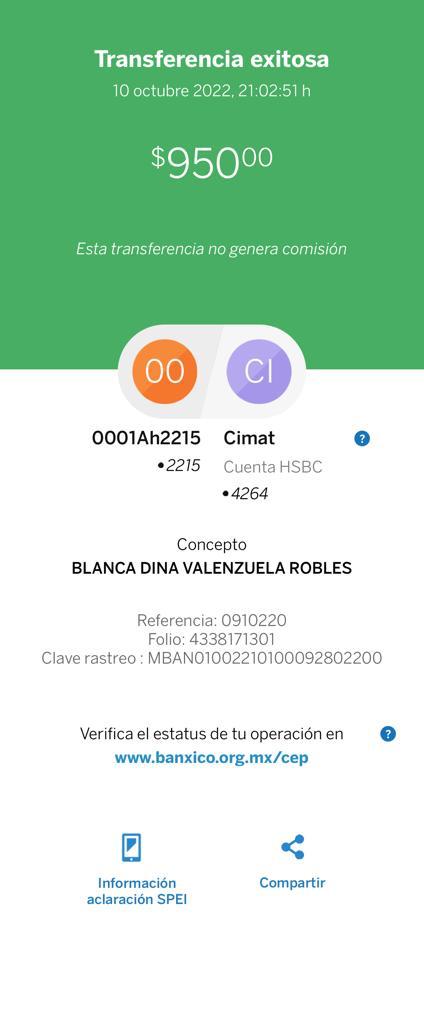 Transferencia exitosa
10 octubre 2022, 21:02:51 h
$950.00
Esta transferencia no genera comisión
00 CI
0001Ah2215 Cimat ?
•2215 Cuenta HSBC
•4264
Concepto
BLANCA DINA VALENZUELA ROBLES
Referencia: 0910220
Folio: 4338171301
Clave rastreo : MBAN01002210100092802200
Verifica el estatus de tu operación en ?
www.banxico.org.mx/cep
Información Compartir
aclaración SPEI